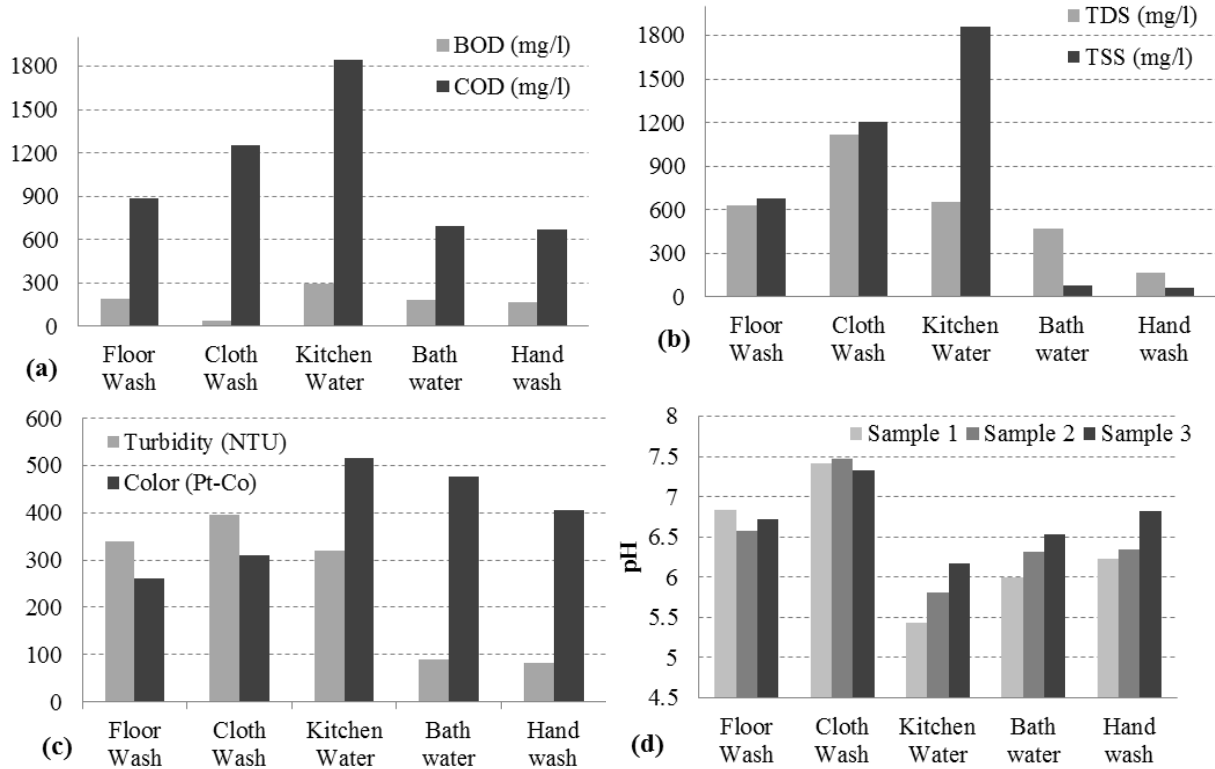 BOD (mg/l)
COD (mg/l)
1800
1500
1200
900
600
300
0
Floor
Wash
Cloth
Wash
Kitchen
Water
Bath
water
Hand
wash
(a)
TDS (mg/l)
TSS (mg/l)
1800
1500
1200
900
600
300
0
Floor
Wash
Cloth
Wash
Kitchen
Water
Bath
water
Hand
wash
(b)
Turbidity (NTU)
Color (Pt-Co)
600
500
400
300
200
100
0
Floor
Wash
Cloth
Wash
Kitchen
Water
Bath
water
Hand
wash
(c)
Sample 1 Sample 2 Sample 3
pH
8
7.5
7
6.5
6
5.5
5
4.5
Floor
Wash
Cloth
Wash
Kitchen
Water
Bath
water
Hand
wash
(d)